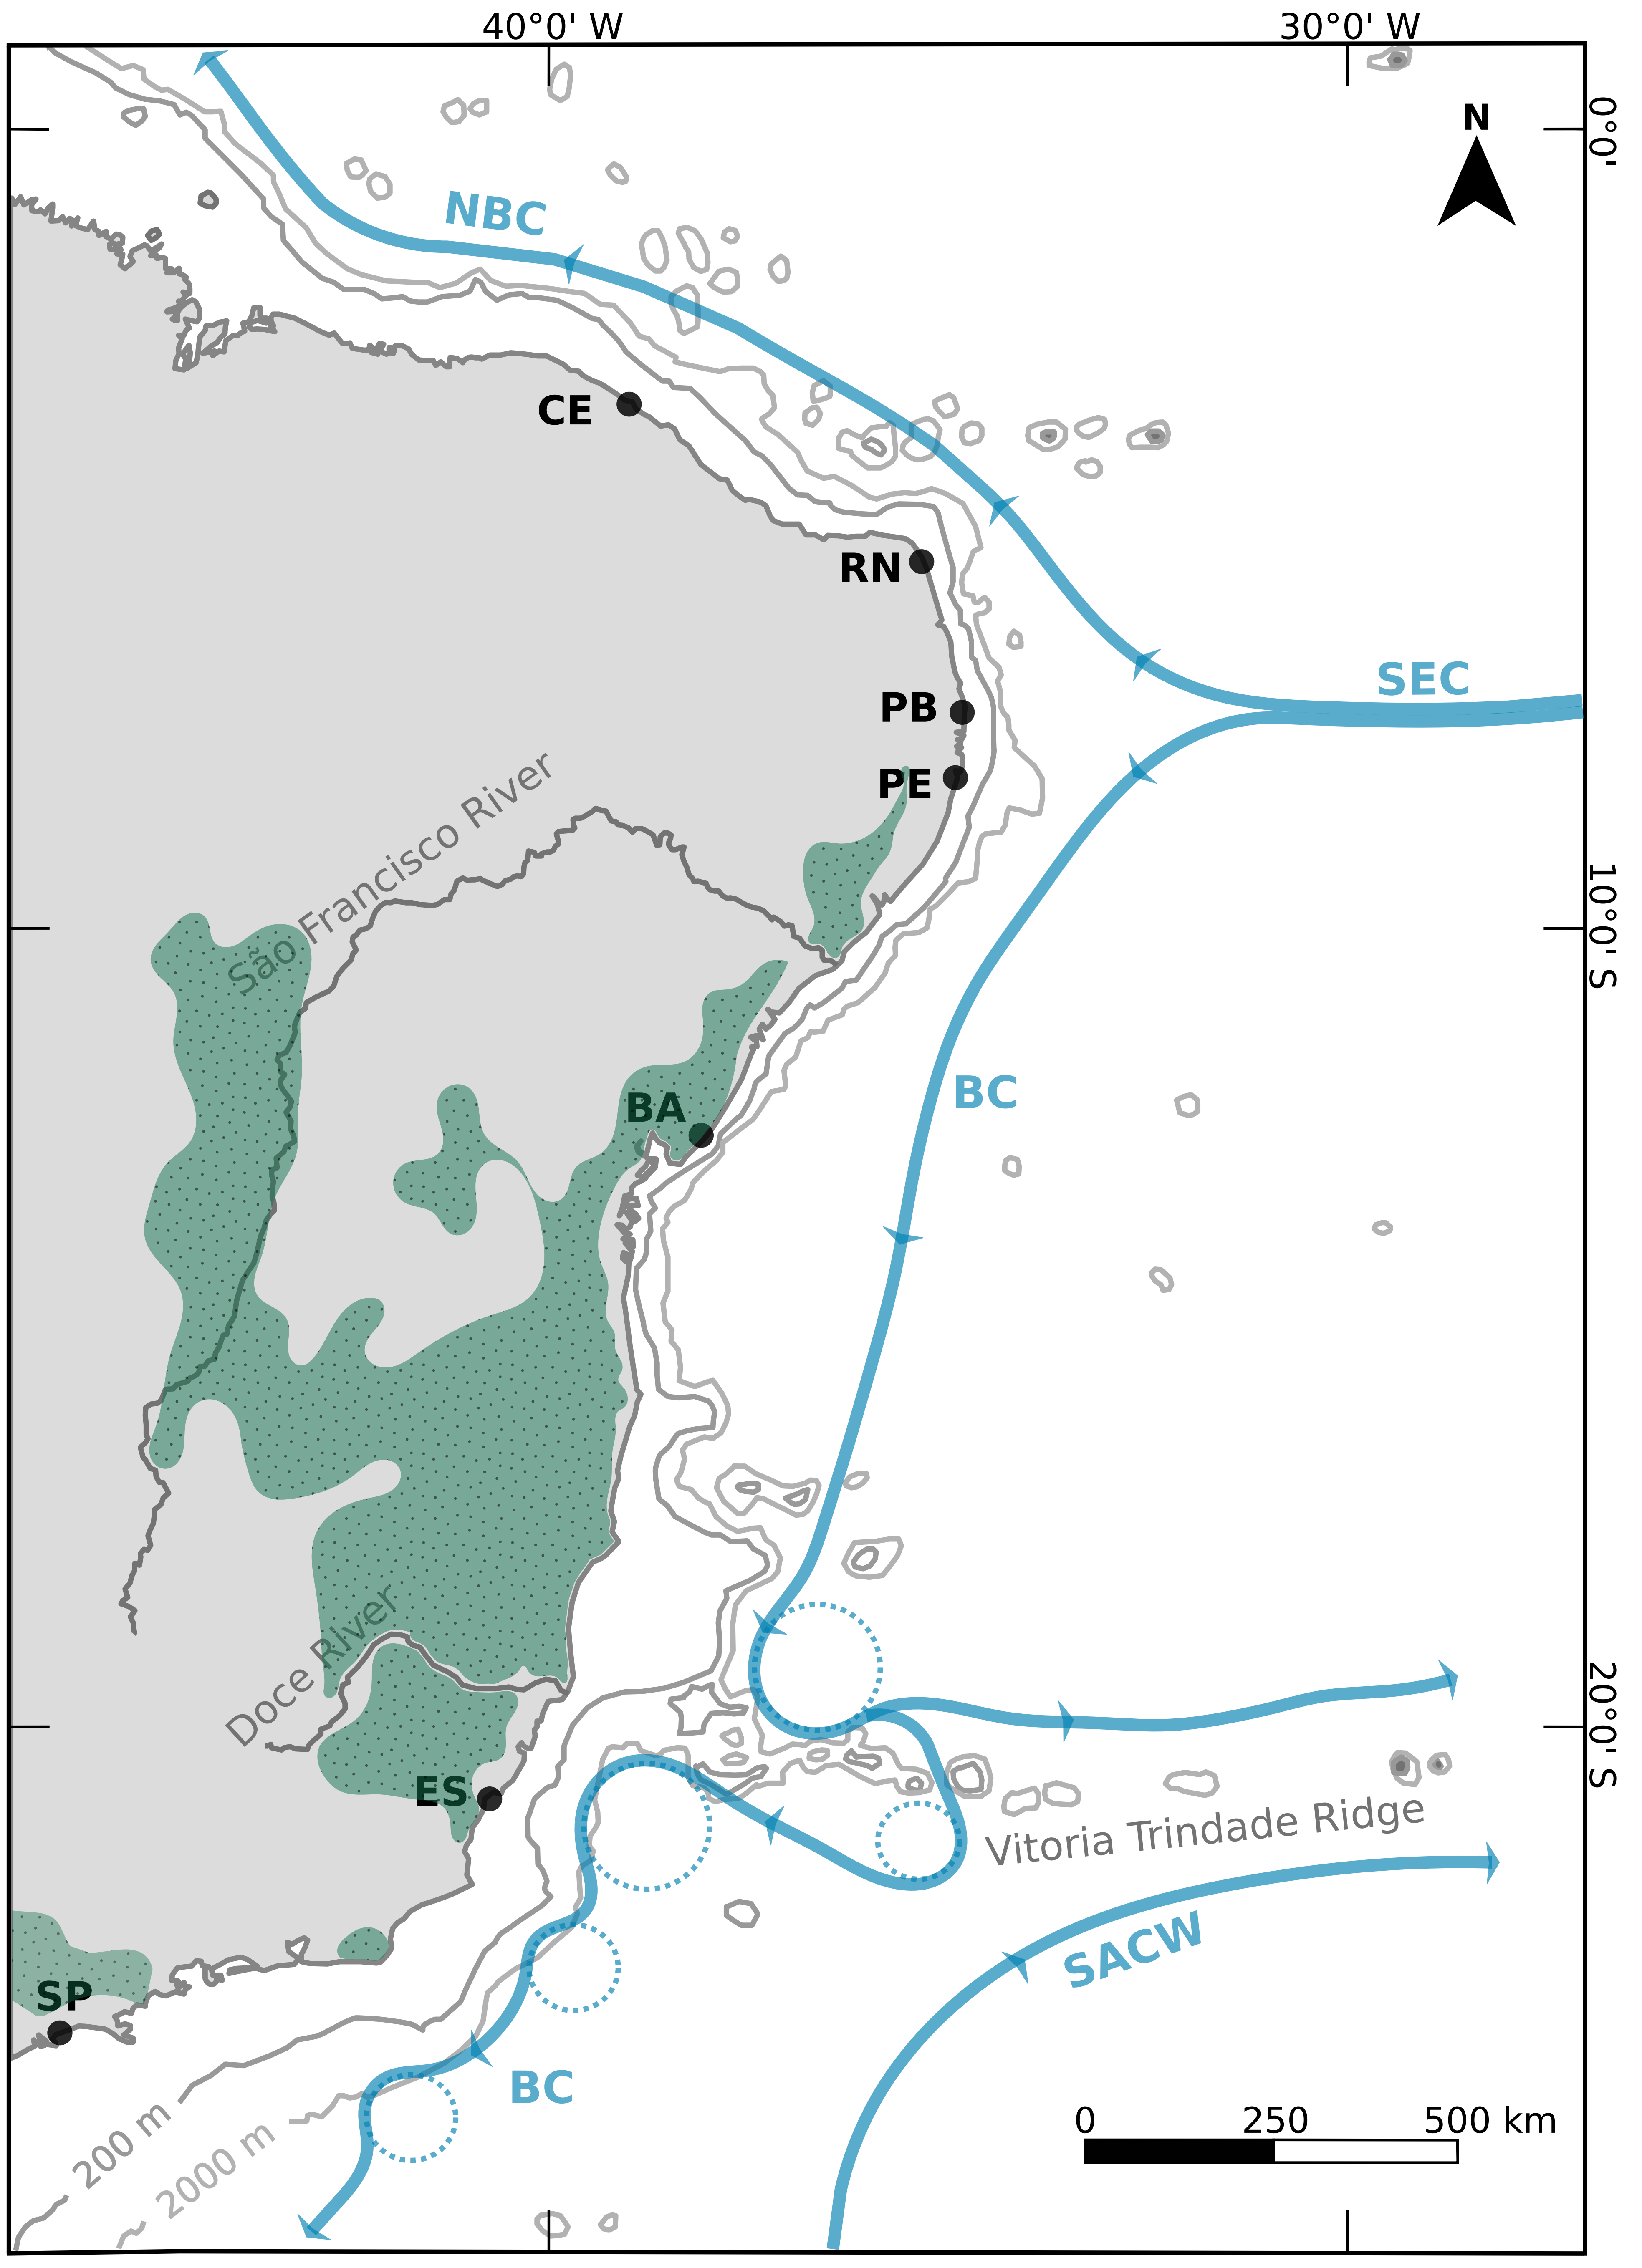 40°0' W
30°0' W
0°0'
N
NBC
CE
RN
SEC
PB
PE
São Francisco River
10°0' S
BC
BA
Doce River
20°0' S
ES
Vitoria Trindade Ridge
SACW
SP
BC
200 m
2000 m
0 250 500 km